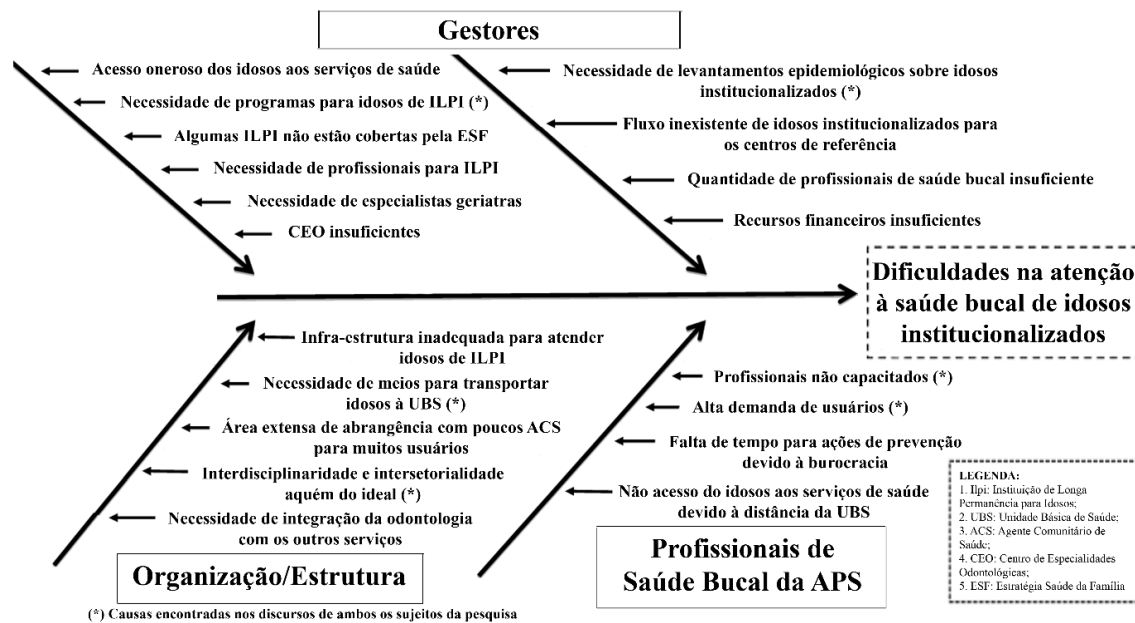 Gestores
Acesso oneroso dos idosos aos serviços de saúde
Necessidade de programas para idosos de ILPI (*)
Algumas ILPI não estão cobertas pela ESF
Necessidade de profissionais para ILPI
Necessidade de especialistas geriatras
CEO insuficientes
Necessidade de levantamentos epidemiológicos sobre idosos
institucionalizados (*)
Fluxo inexistente de idosos institucionalizados para
os centros de referência
Quantidade de profissionais de saúde bucal insuficiente
Recursos financeiros insuficientes
Dificuldades na atenção
à saúde bucal de idosos
institucionalizados
Infra-estrutura inadequada para atender
idosos de ILPI
Necessidade de meios para transportar
idosos à UBS (*)
Área extensa de abrangência com poucos ACS
para muitos usuários
Interdisciplinaridade e intersetorialidade
aquém do ideal (*)
Necessidade de integração da odontologia
com os outros serviços
Organização/Estrutura
Profissionais não capacitados (*)
Alta demanda de usuários (*)
Falta de tempo para ações de prevenção
devido à burocracia
Não acesso do idosos aos serviços de saúde
devido à distância da UBS
Profissionais de
Saúde Bucal da APS
LEGENDA:
1. Ilpi: Instituição de Longa
Permanência para Idosos;
2. UBS: Unidade Básica de Saúde;
3. ACS: Agente Comunitário de
Saúde;
4. CEO: Centro de Especialidades
Odontológicas;
5. ESF: Estratégia Saúde da Família
(*) Causas encontradas nos discursos de ambos os sujeitos da pesquisa